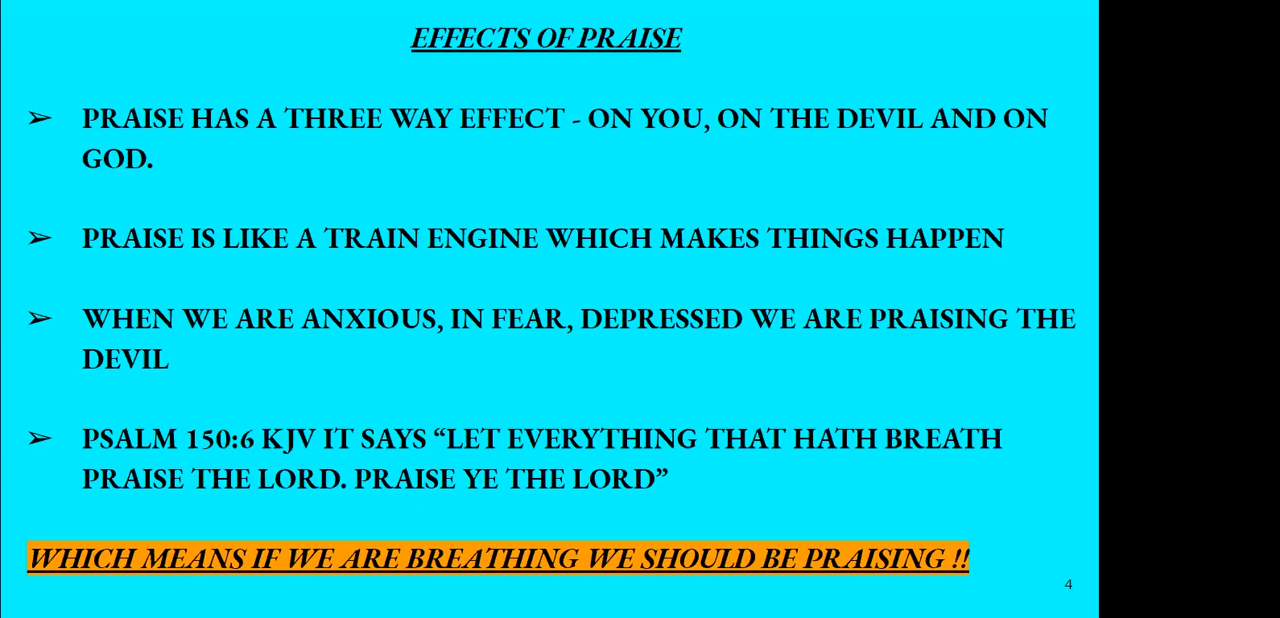 EFFECTS OF PRAISE
➢ PRAISE HAS A THREE WAY EFFECT - ON YOU, ON THE DEVIL AND ON
GOD.
➢ PRAISE IS LIKE A TRAIN ENGINE WHICH MAKES THINGS HAPPEN
➢ WHEN WE ARE ANXIOUS, IN FEAR, DEPRESSED WE ARE PRAISING THE
DEVIL
➢ PSALM 150:6 KJV IT SAYS “LET EVERYTHING THAT HATH BREATH
PRAISE THE LORD. PRAISE YE THE LORD”
WHICH MEANS IF WE ARE BREATHING WE SHOULD BE PRAISING !!
4